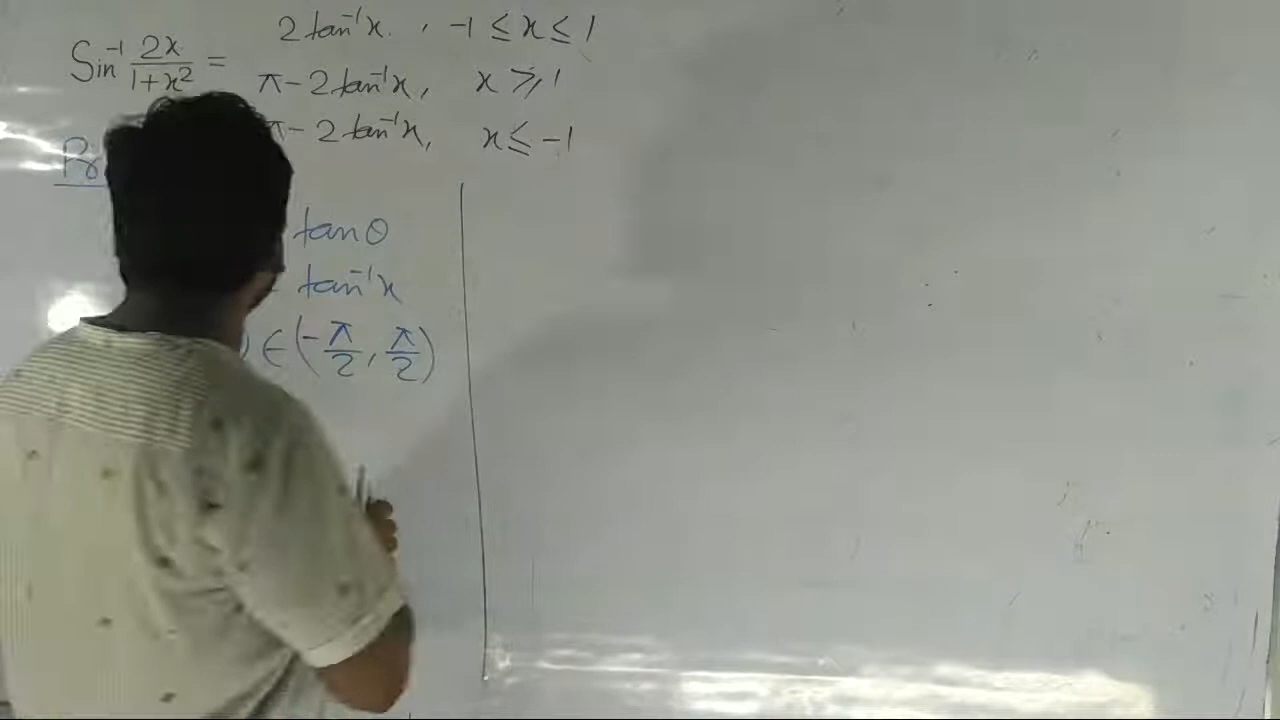 Sin⁻¹ 2x/1+x² = 2 tan⁻¹x. , -1 ≤ x ≤ 1
π - 2 tan⁻¹x, x ≥ 1
π - 2 tan⁻¹x, x ≤ -1
tanθ
tan⁻¹x
∈ (-π/2, π/2)